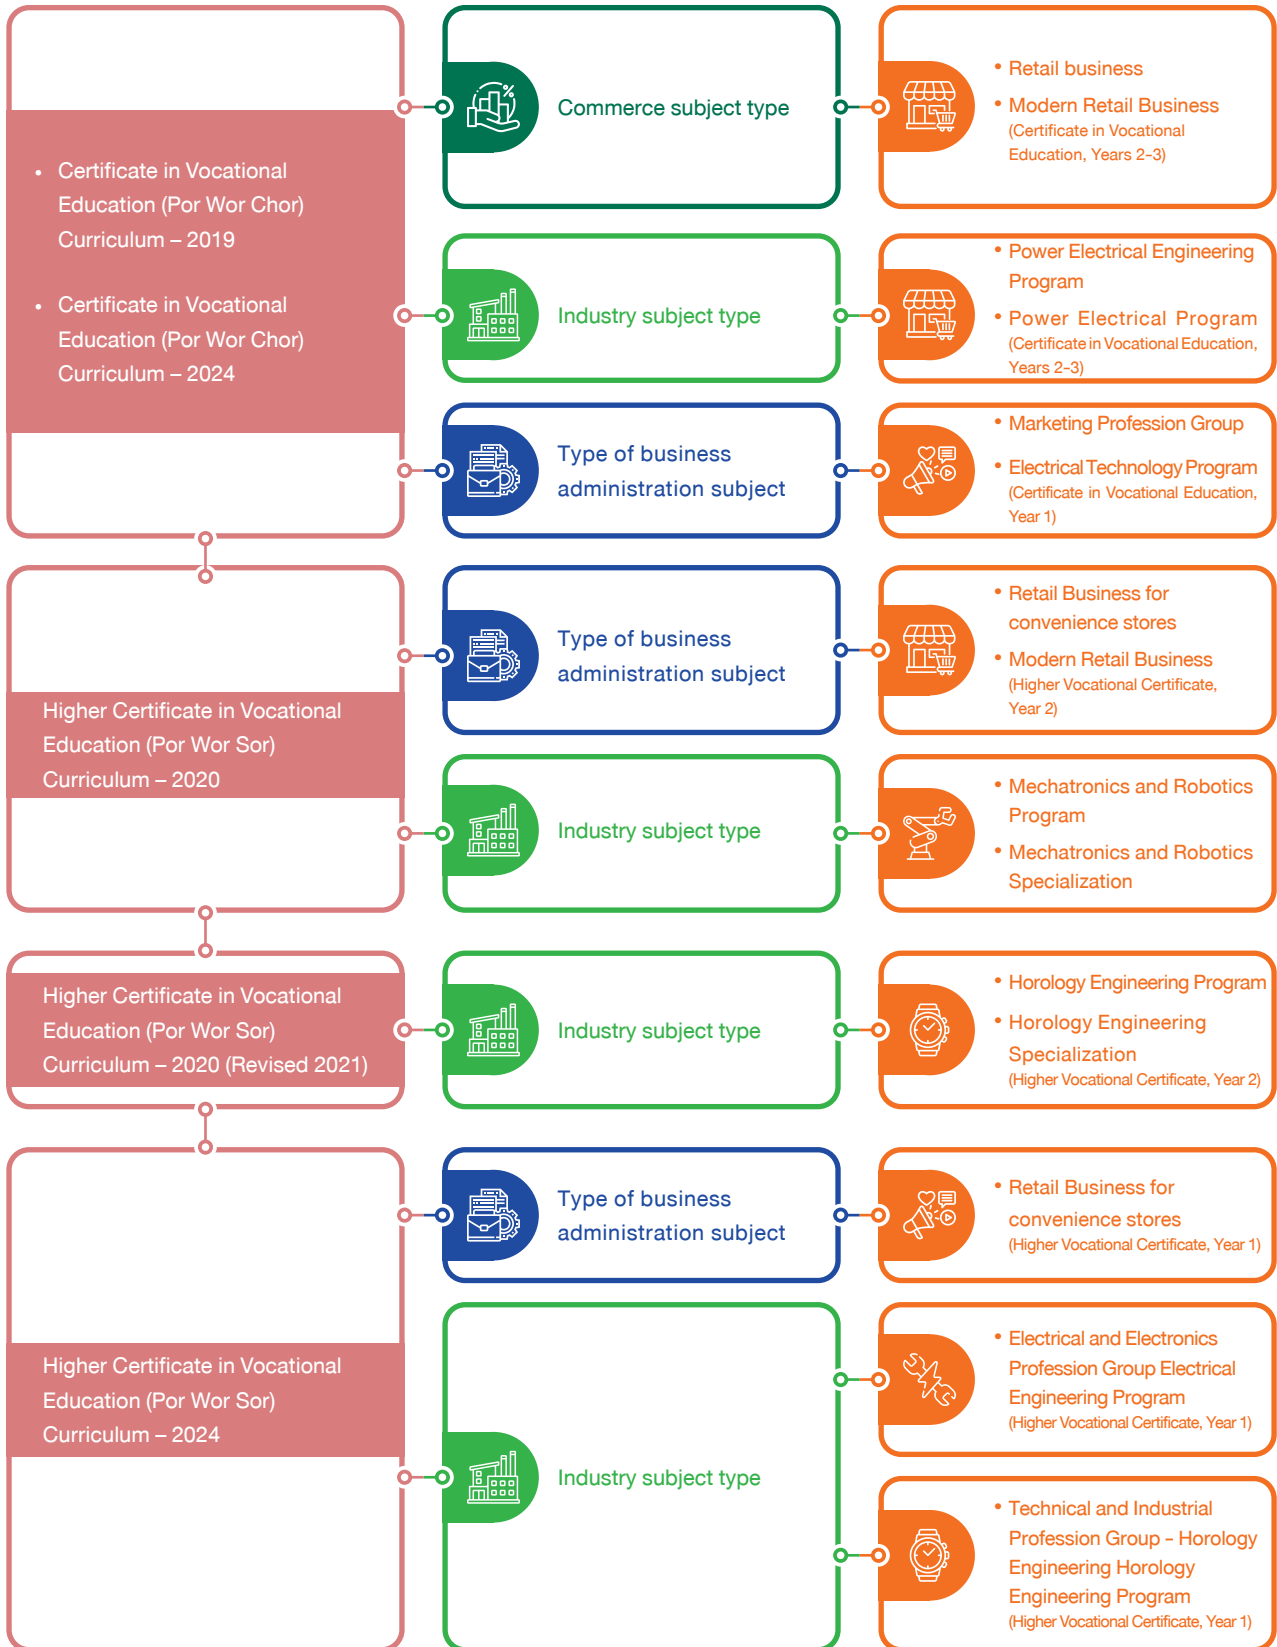 • Certificate in Vocational
Education (Por Wor Chor)
Curriculum – 2019
• Certificate in Vocational
Education (Por Wor Chor)
Curriculum – 2024
Commerce subject type
• Retail business
• Modern Retail Business
(Certificate in Vocational
Education, Years 2-3)
Industry subject type
• Power Electrical Engineering
Program
• Power Electrical Program
(Certificate in Vocational Education,
Years 2-3)
Type of business
administration subject
• Marketing Profession Group
• Electrical Technology Program
(Certificate in Vocational Education,
Year 1)
Higher Certificate in Vocational
Education (Por Wor Sor)
Curriculum – 2020
Type of business
administration subject
• Retail Business for
convenience stores
• Modern Retail Business
(Higher Vocational Certificate,
Year 2)
Industry subject type
• Mechatronics and Robotics
Program
• Mechatronics and Robotics
Specialization
Higher Certificate in Vocational
Education (Por Wor Sor)
Curriculum – 2020 (Revised 2021)
Industry subject type
• Horology Engineering Program
• Horology Engineering
Specialization
(Higher Vocational Certificate, Year 2)
Higher Certificate in Vocational
Education (Por Wor Sor)
Curriculum – 2024
Type of business
administration subject
• Retail Business for
convenience stores
(Higher Vocational Certificate, Year 1)
Industry subject type
• Electrical and Electronics
Profession Group Electrical
Engineering Program
(Higher Vocational Certificate, Year 1)
• Technical and Industrial
Profession Group - Horology
Engineering Horology
Engineering Program
(Higher Vocational Certificate, Year 1)